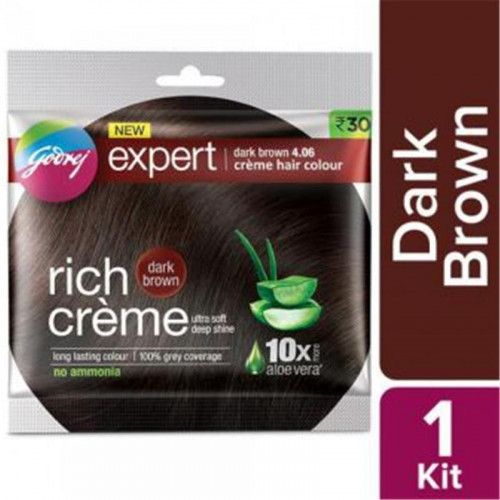 NEW
₹30
Godrej
expert
dark brown 4.06
crème hair colour
rich
crème
dark
brown
ultra soft
deep shine
long lasting colour | 100% grey coverage
no ammonia
10x more
aloe vera*
Dark
Brown
1
Kit